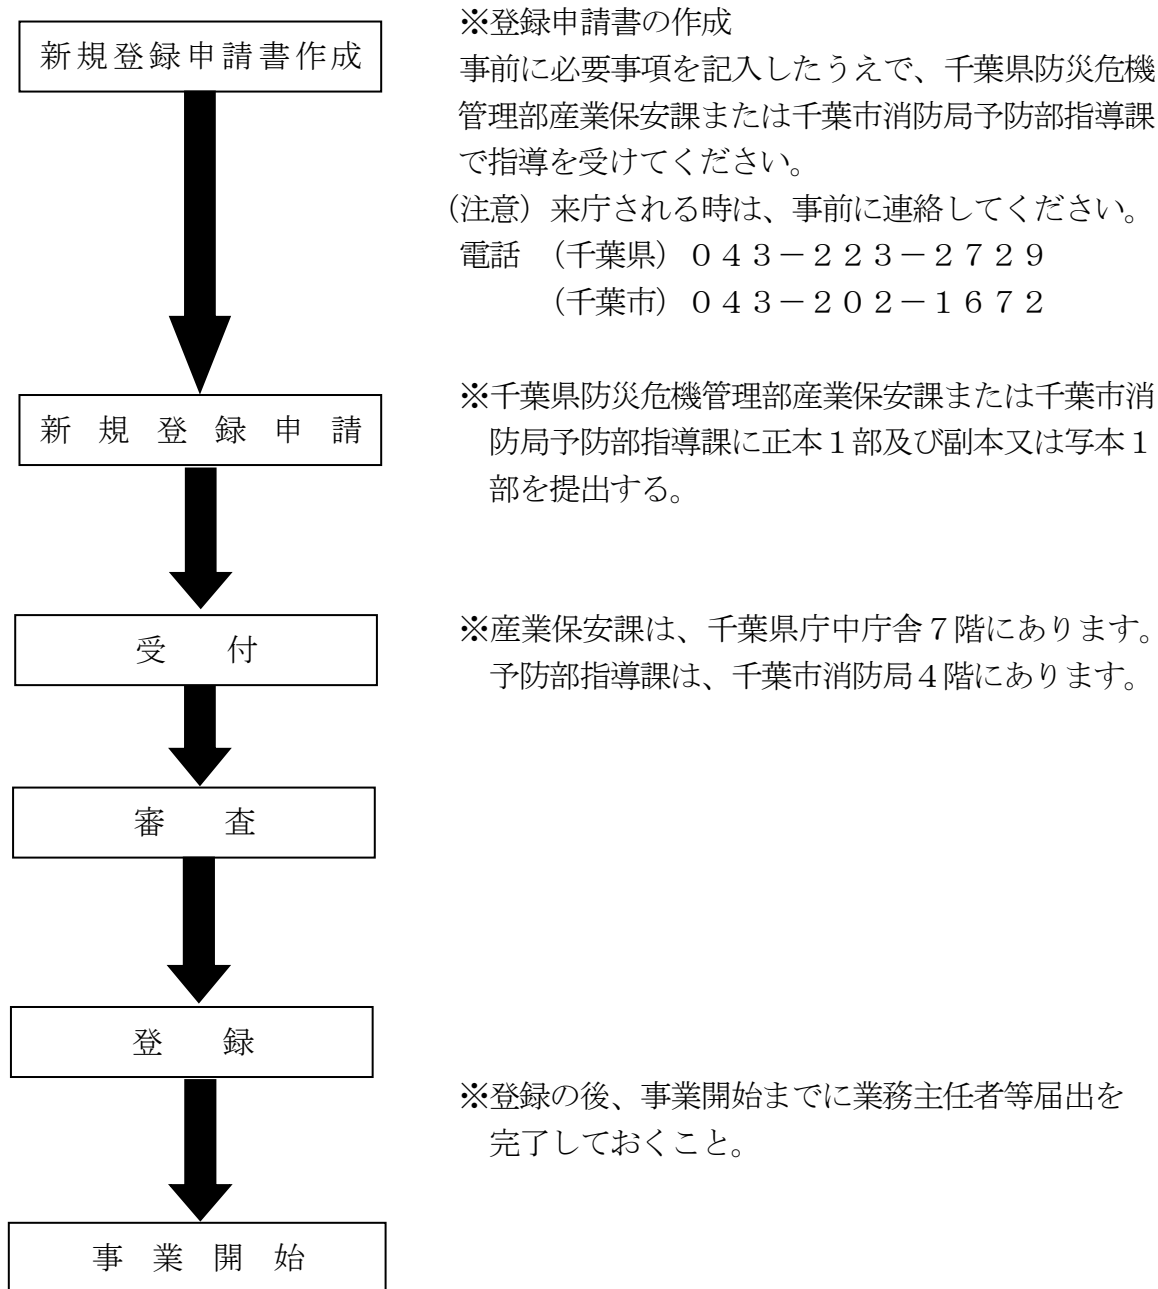 新規登録申請書作成
※登録申請書の作成
事前に必要事項を記入したうえで、千葉県防災危機
管理部産業保安課または千葉市消防局予防部指導課
で指導を受けてください。
（注意）来庁される時は、事前に連絡してください。
電話　（千葉県）０４３－２２３－２７２９
（千葉市）０４３－２０２－１６７２
新　規　登　録　申　請
※千葉県防災危機管理部産業保安課または千葉市消
防局予防部指導課に正本１部及び副本又は写本１
部を提出する。
受　　付
※産業保安課は、千葉県庁中庁舎７階にあります。
予防部指導課は、千葉市消防局４階にあります。
審　　査
登　　録
※登録の後、事業開始までに業務主任者等届出を
完了しておくこと。
事　業　開　始